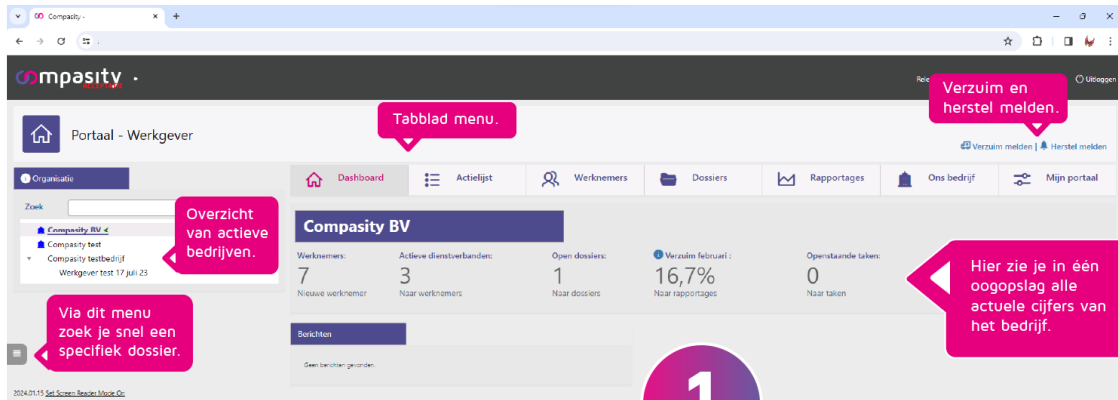 Compasity -
compasity
Uitloggen
Verzuim en
herstel melden.
Tabblad menu.
Portaal - Werkgever
Verzuim melden | Herstel melden
Organisatie
Dashboard
Actielijst
Werknemers
Dossiers
Rapportages
Ons bedrijf
Mijn portaal
Zoek
Compasity BV
Compasity test
Compasity testbedrijf
Werkgever test 17 juli 23
Overzicht
van actieve
bedrijven.
Compasity BV
Werknemers:
Actieve dienstverbanden:
Open dossiers:
Verzuim februari :
Openstaande taken:
7
3
1
16,7%
0
Nieuwe werknemer
Naar werknemers
Naar dossiers
Naar rapportages
Naar taken
Hier zie je in één
oogopslag alle
actuele cijfers van
het bedrijf.
Via dit menu
zoek je snel een
specifiek dossier.
Berichten
Geen berichten gevonden.
1
2024.01.15 Set Screen Reader Mode On